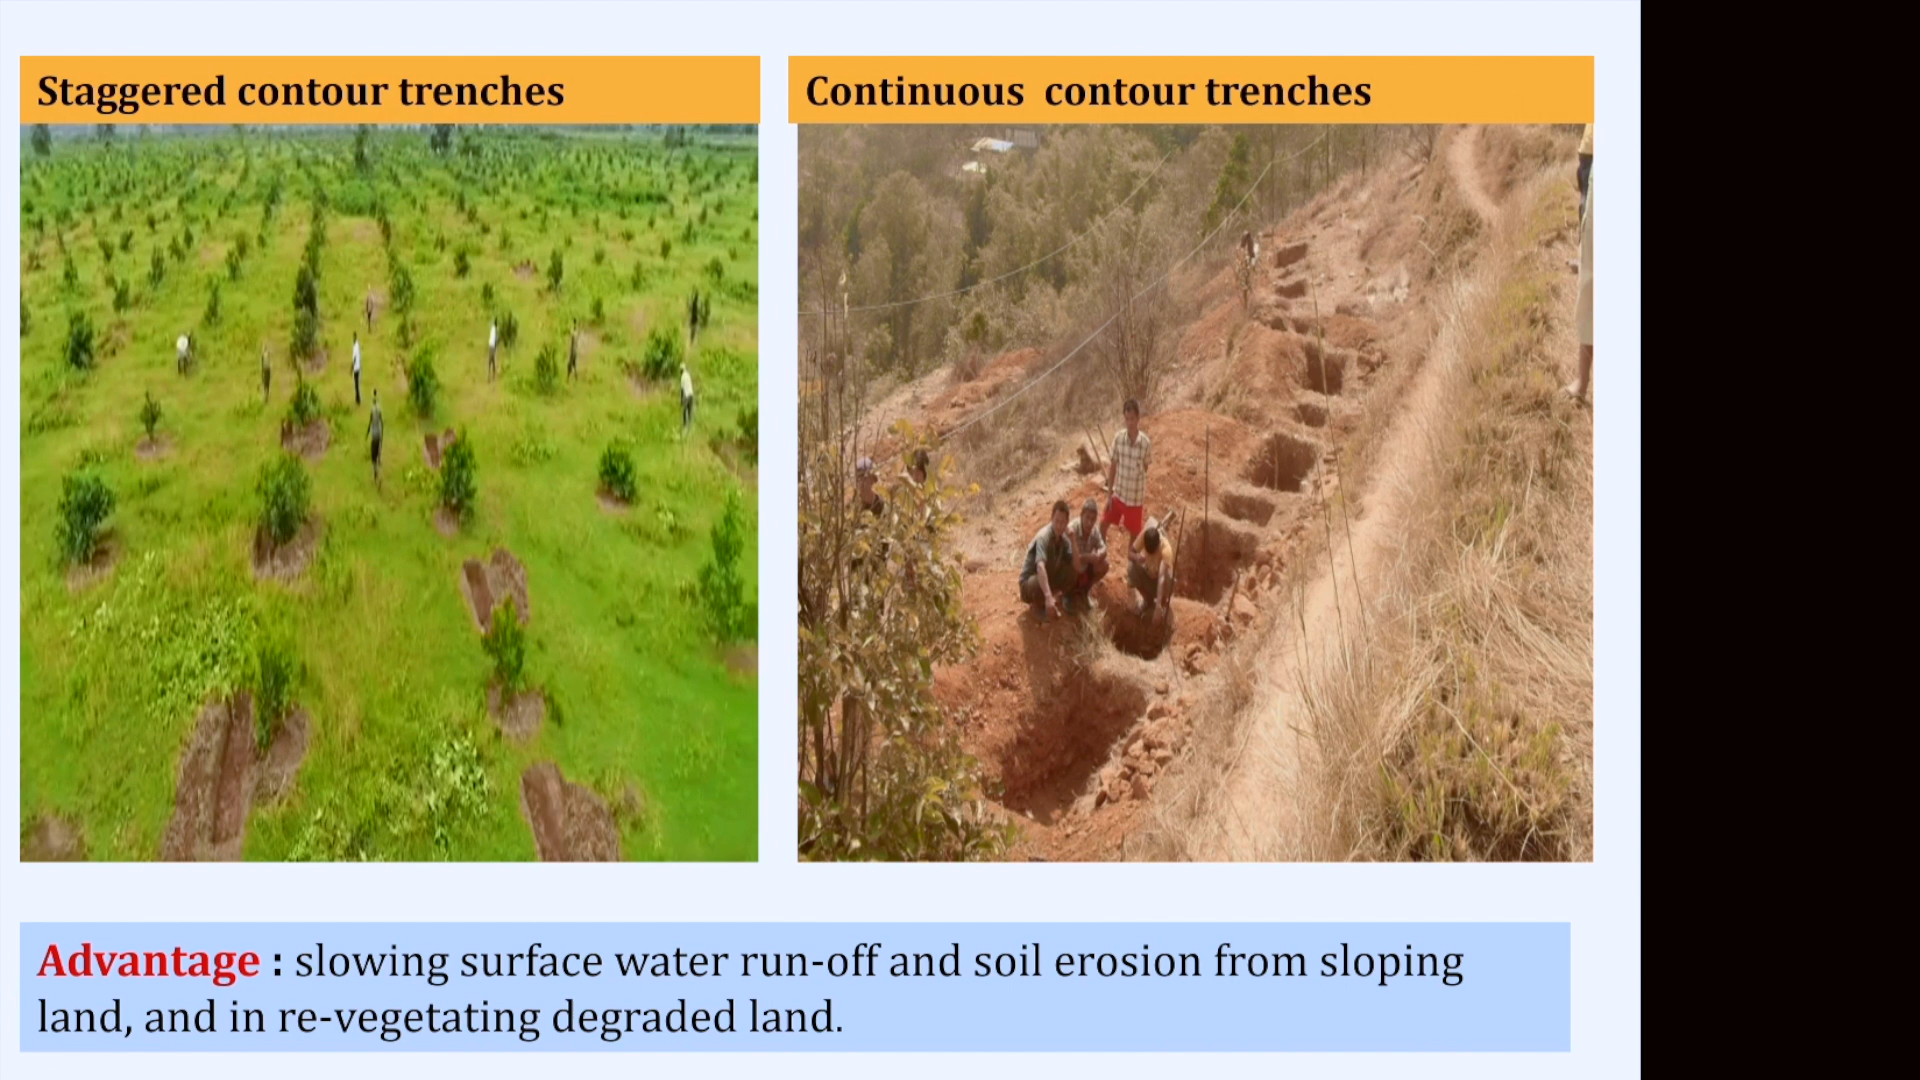 Staggered contour trenches
Continuous contour trenches
Advantage : slowing surface water run-off and soil erosion from sloping
land, and in re-vegetating degraded land.